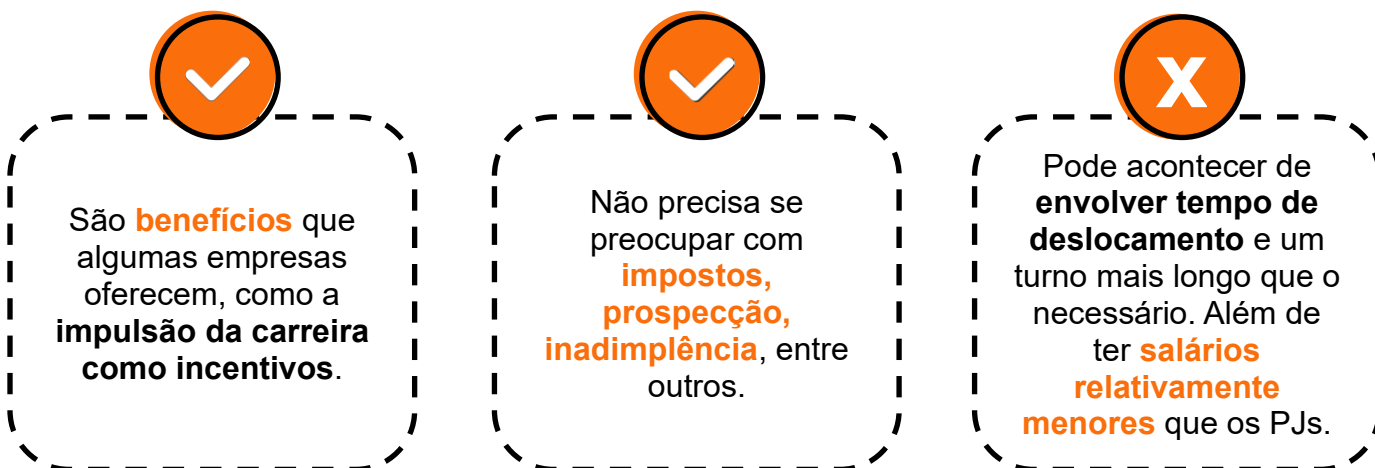 São benefícios que
algumas empresas
oferecem, como a
impulsão da carreira
como incentivos.
Não precisa se
preocupar com
impostos,
prospecção,
inadimplência, entre
outros.
X
Pode acontecer de
envolver tempo de
deslocamento e um
turno mais longo que o
necessário. Além de
ter salários
relativamente
menores que os PJs.